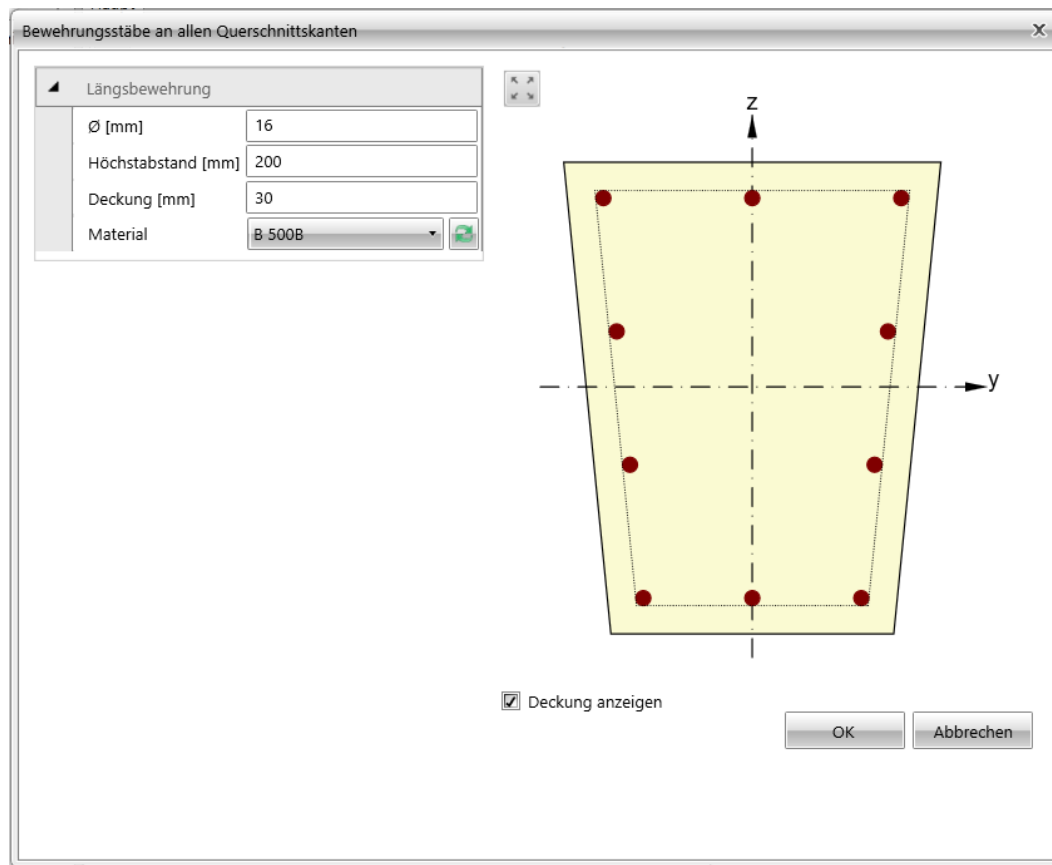 Bewehrungsstäbe an allen Querschnittskanten
x
Längsbewehrung
Ø [mm] 16
Höchstabstand [mm] 200
Deckung [mm] 30
Material B 500B
z
y
Deckung anzeigen
OK Abbrechen